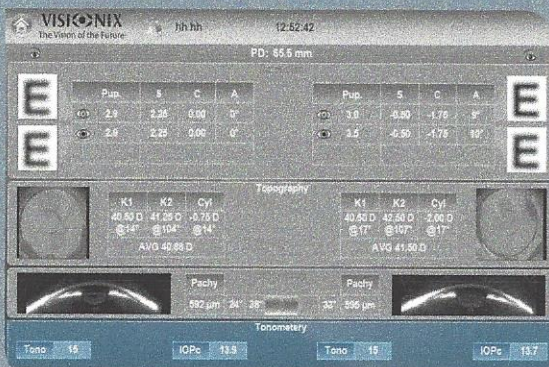 VISIONIX
The Vision of the Future
hh hh
12:52:42
PD: 65.5 mm
E
E
Pup. S C A
2.9 2.25 0.00 0°
2.9 2.25 0.00 0°
Pup. S C A
3.0 -0.50 -1.75
3.5 -0.50 -1.75
E
E
Topography
K1 K2 Cyl
40.50 D 41.25 D -0.75 D
@14° @104° @14°
AVG 40.88 D
K1 K2 Cyl
40.50 D 42.50 D -2.00 D
@17° @107° @17°
AVG 41.50 D
Pachy
592 µm 24° 28°
Pachy
595 µm
Tonometery
Tono 15
IOPc 13.9
Tono 15
IOPc 13.7